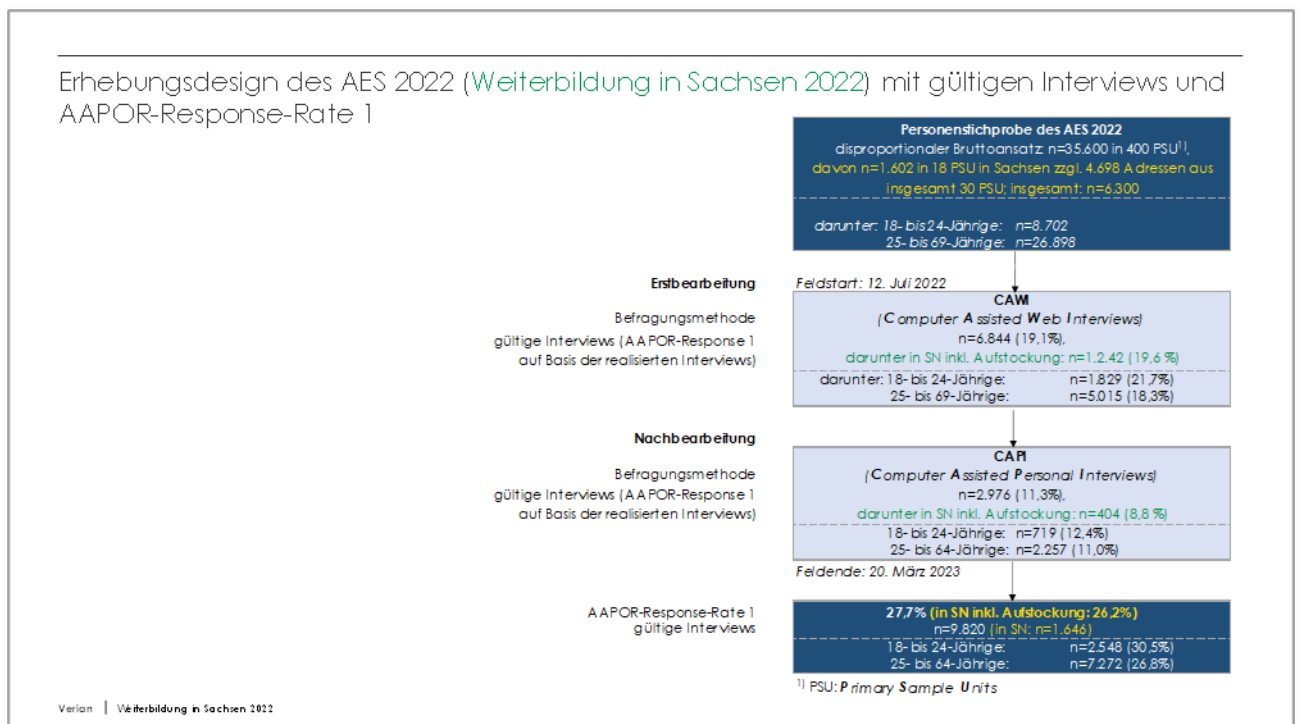 Erhebungsdesign des AES 2022 (Weiterbildung in Sachsen 2022) mit gültigen Interviews und
AAPOR-Response-Rate 1
Personenstichprobe des AES 2022
disproportionaler Bruttoansatz: n=35.600 in 400 PSU1),
davon n=1.602 in 18 PSU in Sachsen zzgl. 4.698 Adressen aus
insgesamt 30 PSU; insgesamt: n=6.300
darunter: 18- bis 24-Jährige: n=8.702
25- bis 69-Jährige: n=26.898
Erstbearbeitung
Feldstart: 12. Juli 2022
Befragungsmethode
gültige Interviews (AAPOR-Response 1
auf Basis der realisierten Interviews)
CAWI
(Computer Assisted Web Interviews)
n=6.844 (19,1%),
darunter in SN inkl. Aufstockung: n=1.2.42 (19,6 %)
darunter: 18- bis 24-Jährige: n=1.829 (21,7%)
25- bis 69-Jährige: n=5.015 (18,3%)
Nachbearbeitung
Befragungsmethode
gültige Interviews (AAPOR-Response 1
auf Basis der realisierten Interviews)
CAPI
(Computer Assisted Personal Interviews)
n=2.976 (11,3%),
darunter in SN inkl. Aufstockung: n=404 (8,8 %)
18- bis 24-Jährige: n=719 (12,4%)
25- bis 64-Jährige: n=2.257 (11,0%)
Feldende: 20. März 2023
AAPOR-Response-Rate 1
gültige Interviews
27,7% (in SN inkl. Aufstockung: 26,2%)
n=9.820 (in SN: n=1.646)
18- bis 24-Jährige: n=2.548 (30,5%)
25- bis 64-Jährige: n=7.272 (26,8%)
1) PSU: Primary Sample Units
Verian | Weiterbildung in Sachsen 2022